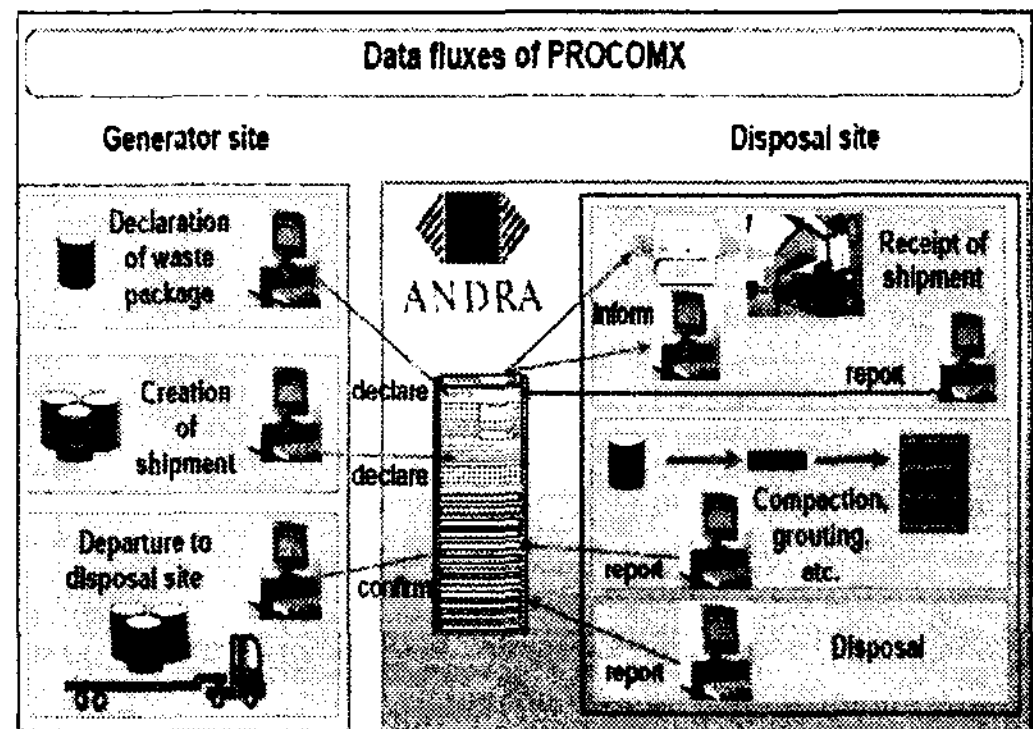 Data fluxes of PROCOMX
Generator site
Disposal site
Declaration
of waste
package
Creation
of
shipment
Departure to
disposal site
ANDRA
declare
declare
confirm
inform
Receipt of
shipment
report
Compaction,
grouting,
etc.
report
Disposal
report